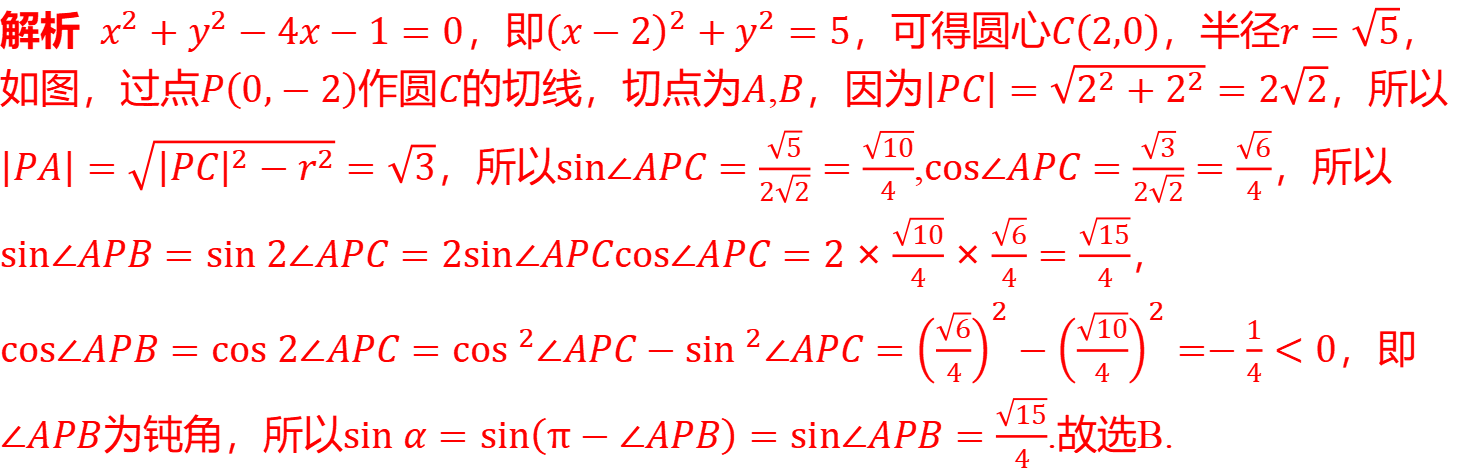 解析 x² + y² − 4x − 1 = 0，即(x − 2)² + y² = 5，可得圆心C(2,0)，半径r = √5，
如图，过点P(0, − 2)作圆C的切线，切点为A,B，因为|PC| = √(2² + 2²) = 2√2，所以
|PA| = √(|PC|² − r²) = √3，所以sin∠APC = √5/(2√2) = √10/4,cos∠APC = √3/(2√2) = √6/4，所以
sin∠APB = sin 2∠APC = 2sin∠APCcos∠APC = 2 × √10/4 × √6/4 = √15/4，
cos∠APB = cos 2∠APC = cos ²∠APC − sin ²∠APC = (√6/4)² − (√10/4)² =− 1/4 < 0，即
∠APB为钝角，所以sin α = sin(π − ∠APB) = sin∠APB = √15/4.故选B.